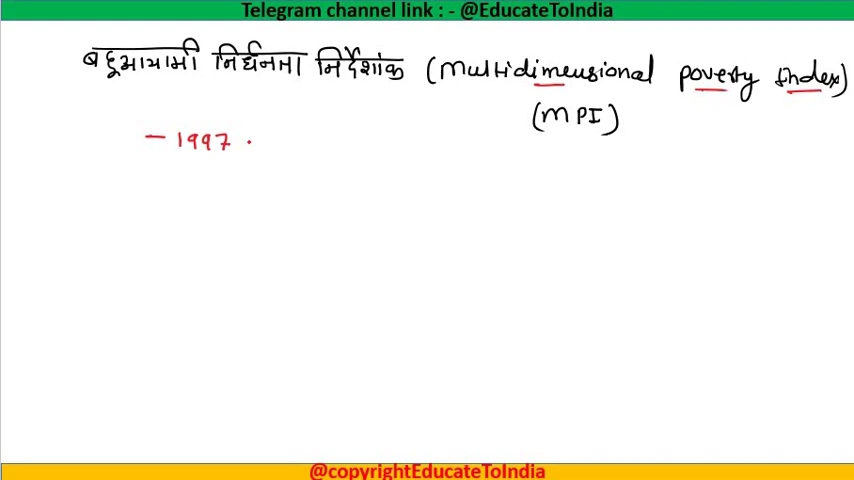 Telegram channel link : - @EducateToIndia
बहुआयामी निर्धनता निर्देशांक (Multidimensional poverty Index)
(MPI)
- 1997 .
@copyrightEducateToIndia